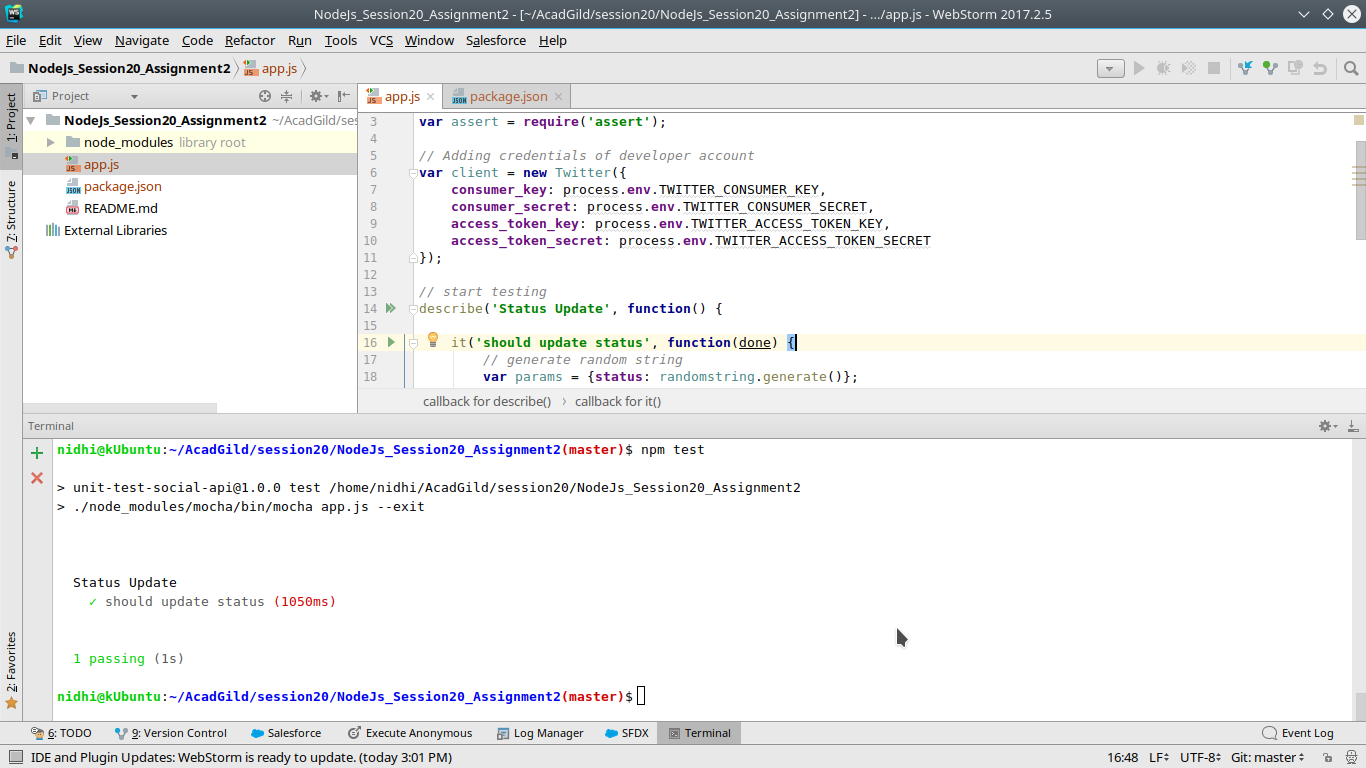 NodeJs_Session20_Assignment2 - [~/AcadGild/session20/NodeJs_Session20_Assignment2] - .../app.js - WebStorm 2017.2.5
File Edit View Navigate Code Refactor Run Tools VCS Window Salesforce Help
NodeJs_Session20_Assignment2 app.js
1: Project
7: Structure
2: Favorites
Project
NodeJs_Session20_Assignment2 ~/AcadGild/ses
node_modules library root
app.js
package.json
README.md
External Libraries
app.js package.json
3 var assert = require('assert');
4
5 // Adding credentials of developer account
6 var client = new Twitter({
7 consumer_key: process.env.TWITTER_CONSUMER_KEY,
8 consumer_secret: process.env.TWITTER_CONSUMER_SECRET,
9 access_token_key: process.env.TWITTER_ACCESS_TOKEN_KEY,
10 access_token_secret: process.env.TWITTER_ACCESS_TOKEN_SECRET
11 });
12
13 // start testing
14 describe('Status Update', function() {
15
16 it('should update status', function(done) {
17 // generate random string
18 var params = {status: randomstring.generate()};
callback for describe() › callback for it()
Terminal
nidhi@kUbuntu:~/AcadGild/session20/NodeJs_Session20_Assignment2(master)$ npm test
> unit-test-social-api@1.0.0 test /home/nidhi/AcadGild/session20/NodeJs_Session20_Assignment2
> ./node_modules/mocha/bin/mocha app.js --exit
Status Update
✓ should update status (1050ms)
1 passing (1s)
nidhi@kUbuntu:~/AcadGild/session20/NodeJs_Session20_Assignment2(master)$
6: TODO 9: Version Control Salesforce Execute Anonymous Log Manager SFDX Terminal Event Log
IDE and Plugin Updates: WebStorm is ready to update. (today 3:01 PM) 16:48 LF UTF-8 Git: master